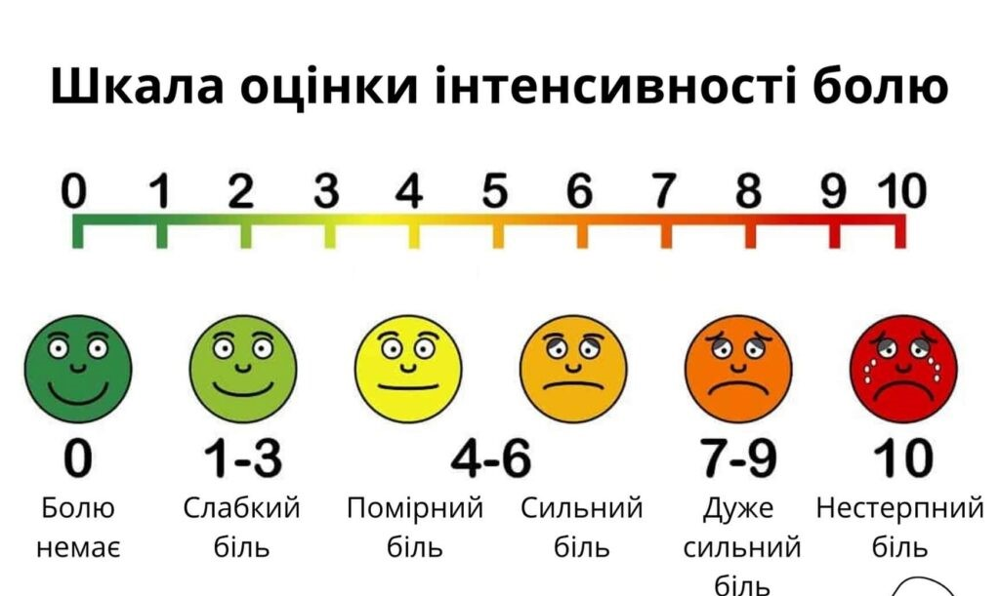 Шкала оцінки інтенсивності болю
0 1 2 3 4 5 6 7 8 9 10
0 1-3 4-6 7-9 10
Болю Слабкий Помірний Сильний Дуже Нестерпний
немає біль біль біль сильний біль
біль